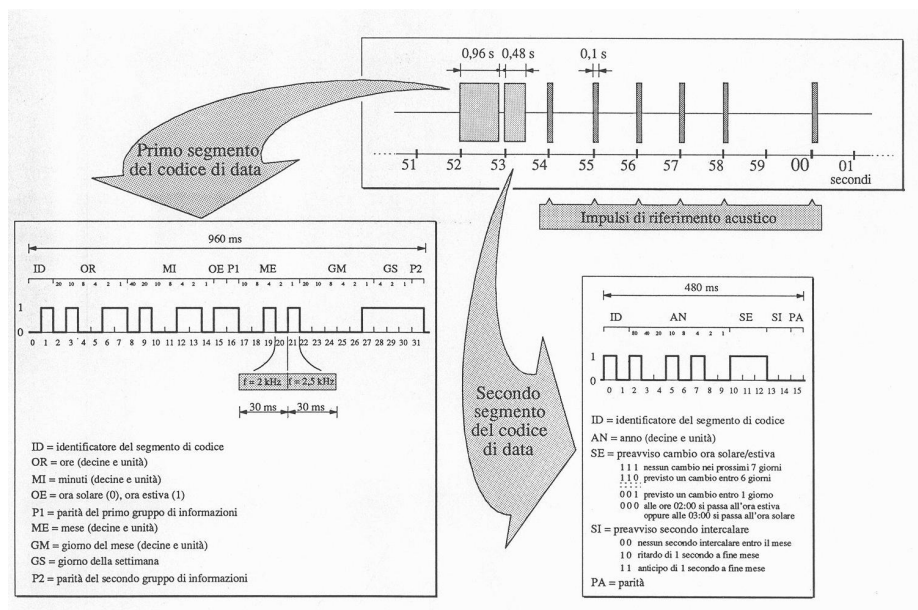 0,96 s 0,48 s 0,1 s
51 52 53 54 55 56 57 58 59 00 01
secondi
Primo segmento
del codice di data
Impulsi di riferimento acustico
960 ms
ID OR MI OE P1 ME GM GS P2
20 10 8 4 2 1 40 20 10 8 4 2 1 10 8 4 2 1 20 10 8 4 2 1 4 2 1
1
0
0 1 2 3 4 5 6 7 8 9 10 11 12 13 14 15 16 17 18 19 20 21 22 23 24 25 26 27 28 29 30 31
f = 2 kHz f = 2,5 kHz
30 ms 30 ms
ID = identificatore del segmento di codice
OR = ore (decine e unità)
MI = minuti (decine e unità)
OE = ora solare (0), ora estiva (1)
P1 = parità del primo gruppo di informazioni
ME = mese (decine e unità)
GM = giorno del mese (decine e unità)
GS = giorno della settimana
P2 = parità del secondo gruppo di informazioni
Secondo
segmento
del codice
di data
480 ms
ID AN SE SI PA
80 40 20 10 8 4 2 1
1
0
0 1 2 3 4 5 6 7 8 9 10 11 12 13 14 15
ID = identificatore del segmento di codice
AN = anno (decine e unità)
SE = preavviso cambio ora solare/estiva
1 1 1 nessun cambio nei prossimi 7 giorni
1 1 0 previsto un cambio entro 6 giorni
0 0 1 previsto un cambio entro 1 giorno
0 0 0 alle ore 02:00 si passa all'ora estiva
oppure alle 03:00 si passa all'ora solare
SI = preavviso secondo intercalare
0 0 nessun secondo intercalare entro il mese
1 0 ritardo di 1 secondo a fine mese
1 1 anticipo di 1 secondo a fine mese
PA = parità